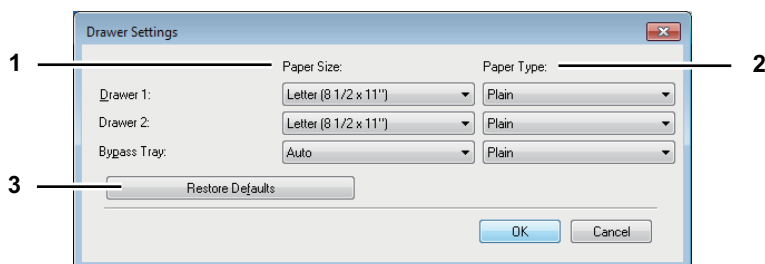 Drawer Settings
1 Paper Size: Paper Type: 2
Drawer 1: Letter (8 1/2 x 11") Plain
Drawer 2: Letter (8 1/2 x 11") Plain
Bypass Tray: Auto Plain
3 Restore Defaults
OK Cancel